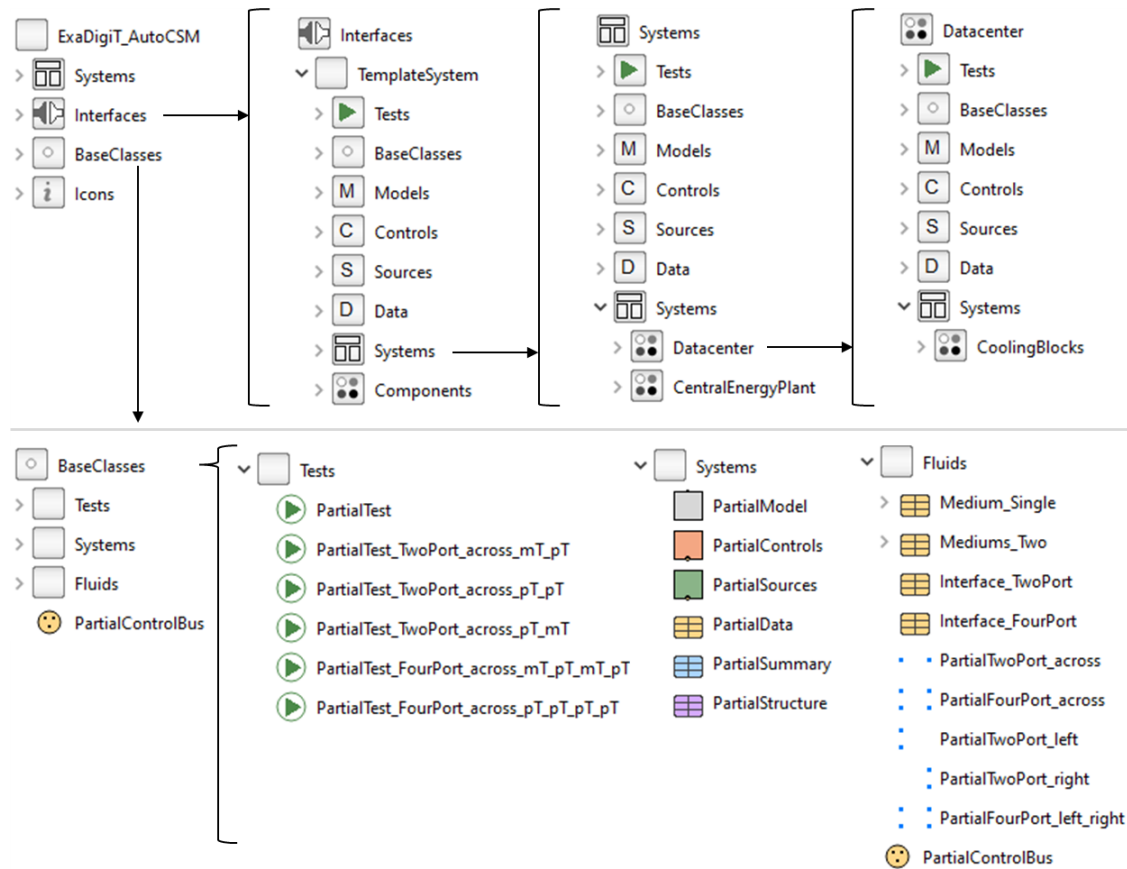 ExaDigiT_AutoCSM
Systems
Interfaces
BaseClasses
i Icons
Interfaces
TemplateSystem
Tests
BaseClasses
M Models
C Controls
S Sources
D Data
Systems
Components
Systems
Tests
BaseClasses
M Models
C Controls
S Sources
D Data
Systems
Datacenter
CentralEnergyPlant
Datacenter
Tests
BaseClasses
M Models
C Controls
S Sources
D Data
Systems
CoolingBlocks
BaseClasses
Tests
Systems
Fluids
PartialControlBus
Tests
PartialTest
PartialTest_TwoPort_across_mT_pT
PartialTest_TwoPort_across_pT_pT
PartialTest_TwoPort_across_pT_mT
PartialTest_FourPort_across_mT_pT_mT_pT
PartialTest_FourPort_across_pT_pT_pT_pT
Systems
PartialModel
PartialControls
PartialSources
PartialData
PartialSummary
PartialStructure
Fluids
Medium_Single
Mediums_Two
Interface_TwoPort
Interface_FourPort
PartialTwoPort_across
PartialFourPort_across
PartialTwoPort_left
PartialTwoPort_right
PartialFourPort_left_right
PartialControlBus